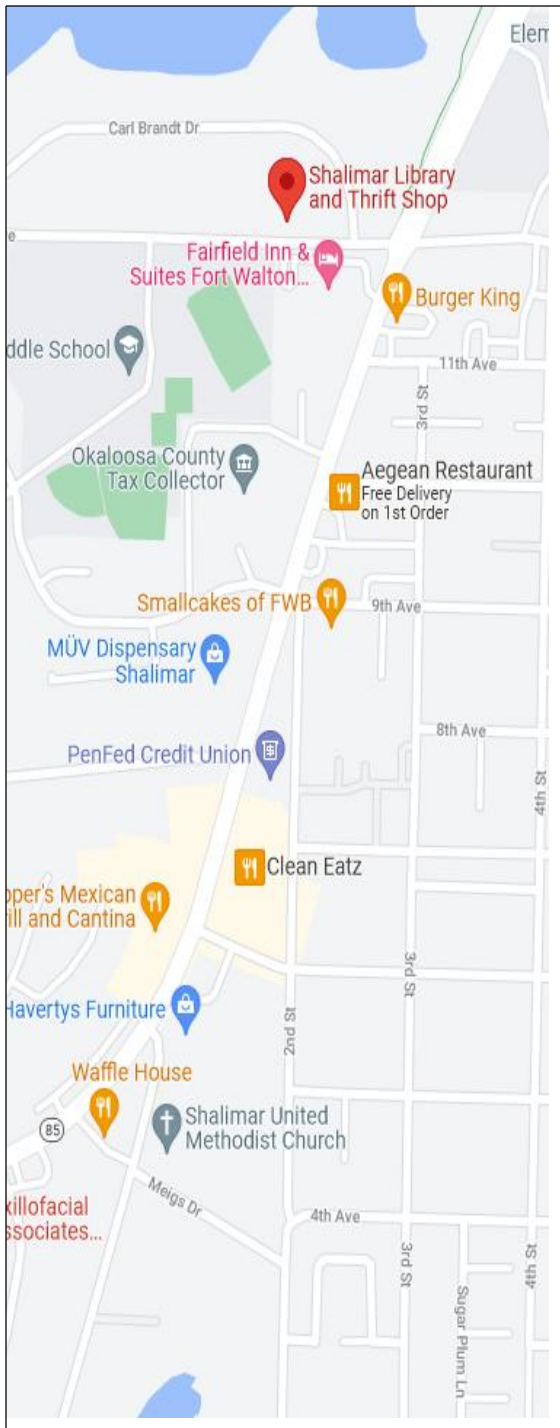 Elem
Carl Brandt Dr
Shalimar Library
and Thrift Shop
e
Fairfield Inn &
Suites Fort Walton...
Burger King
ddle School
11th Ave
3rd St
Okaloosa County
Tax Collector
Aegean Restaurant
Free Delivery
on 1st Order
Smallcakes of FWB
9th Ave
MÜV Dispensary
Shalimar
8th Ave
PenFed Credit Union
4th St
Clean Eatz
oper's Mexican
rill and Cantina
3rd St
Havertys Furniture
2nd St
Waffle House
85
Shalimar United
Methodist Church
Meigs Dr
xillofacial
ssociates...
4th Ave
3rd St
4th St
Sugar Plum Ln